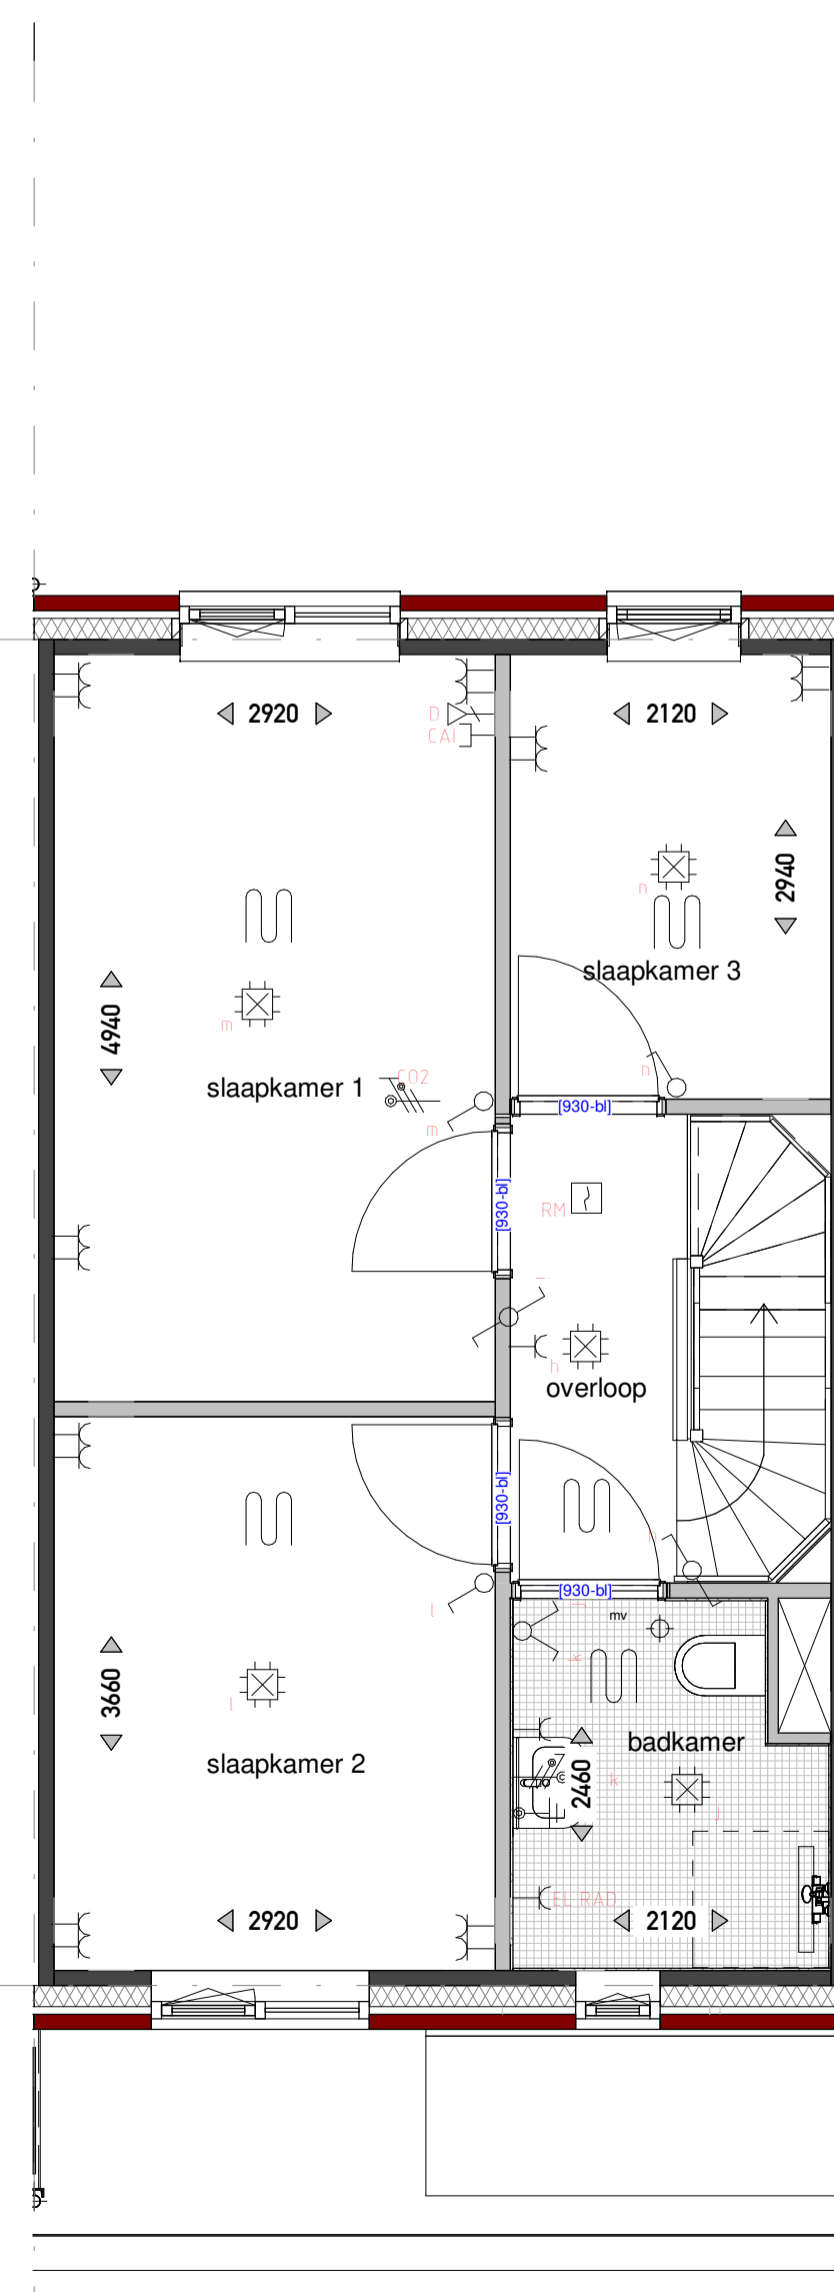 2920
2120
D
CAI
2940
n
slaapkamer 3
4940
m
slaapkamer 1
CO2
n
m
[930-bl]
[930-bl]
RM
l
h
overloop
[930-bl]
h
[930-bl]
l
j
mv
k
3660
l
slaapkamer 2
badkamer
2460
k
j
EL RAD
2920
2120